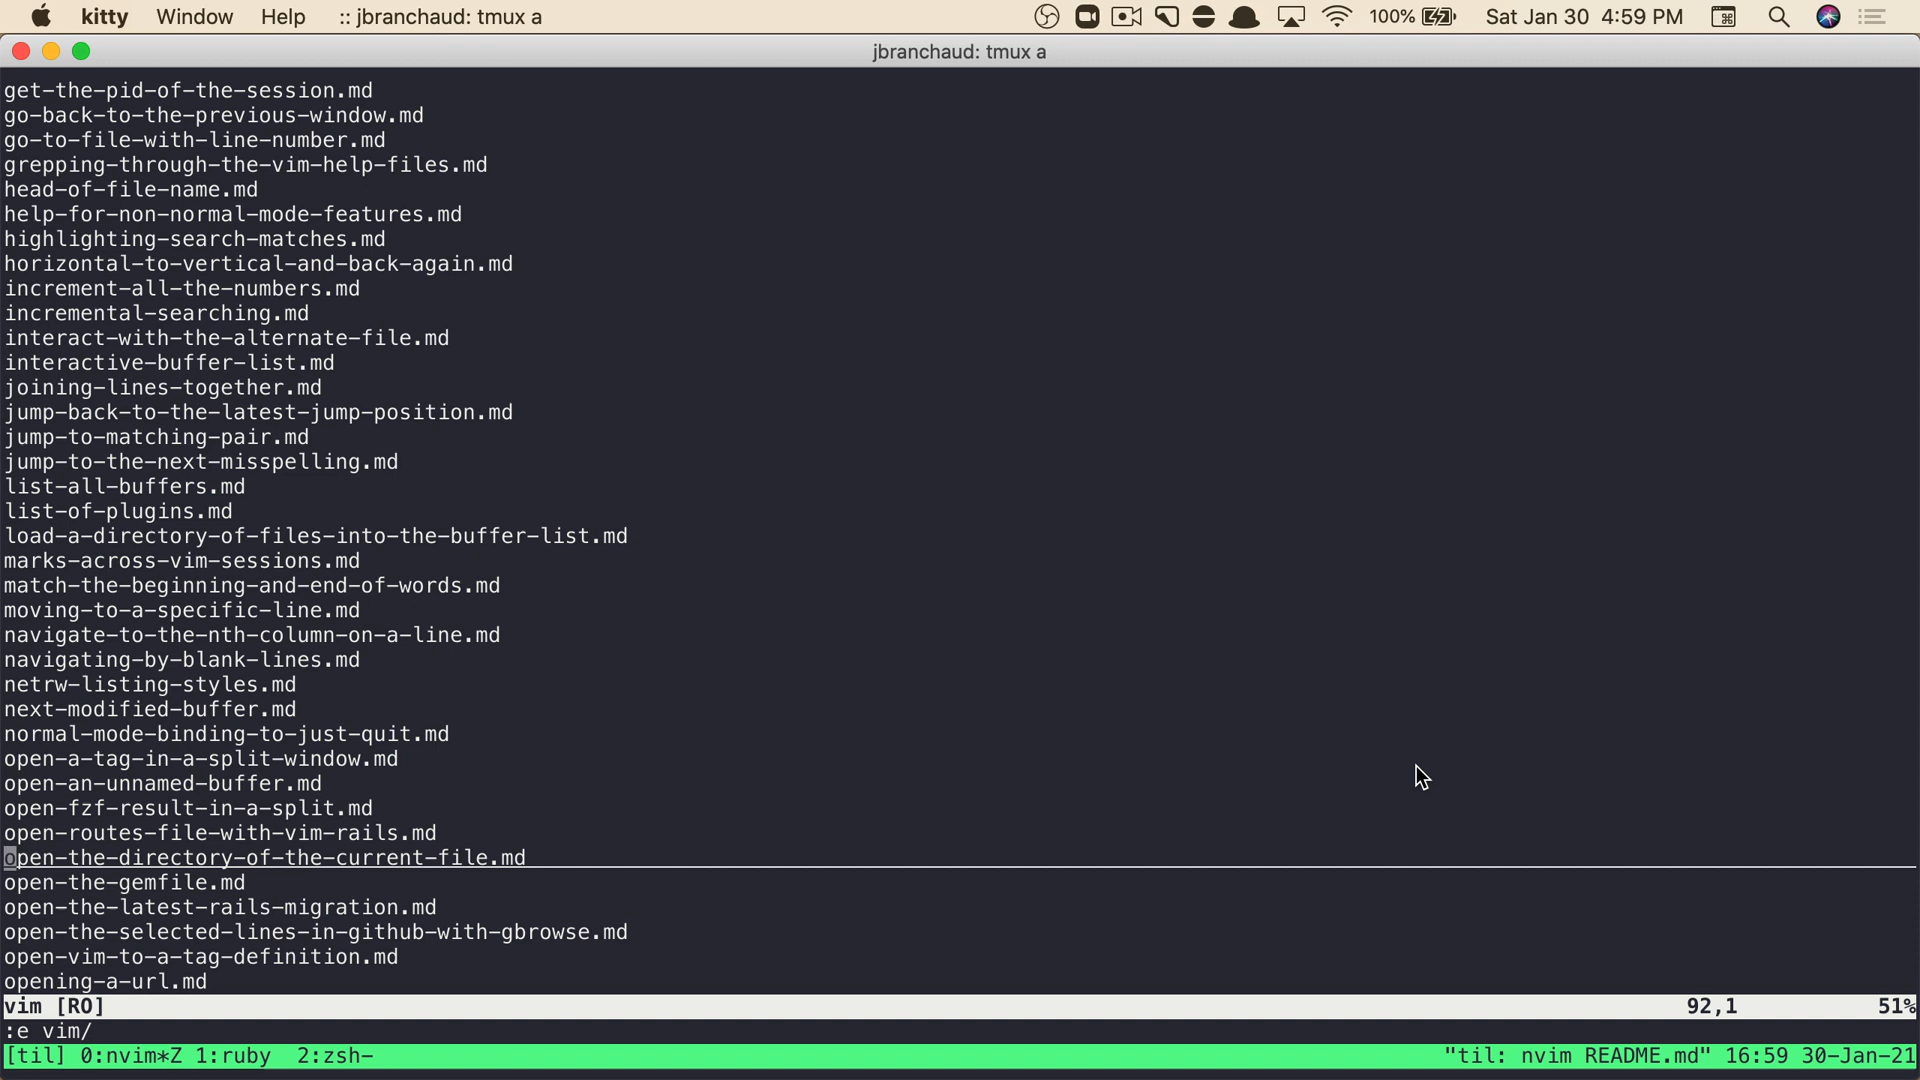 kitty Window Help :: jbranchaud: tmux a 100% Sat Jan 30 4:59 PM
jbranchaud: tmux a
get-the-pid-of-the-session.md
go-back-to-the-previous-window.md
go-to-file-with-line-number.md
grepping-through-the-vim-help-files.md
head-of-file-name.md
help-for-non-normal-mode-features.md
highlighting-search-matches.md
horizontal-to-vertical-and-back-again.md
increment-all-the-numbers.md
incremental-searching.md
interact-with-the-alternate-file.md
interactive-buffer-list.md
joining-lines-together.md
jump-back-to-the-latest-jump-position.md
jump-to-matching-pair.md
jump-to-the-next-misspelling.md
list-all-buffers.md
list-of-plugins.md
load-a-directory-of-files-into-the-buffer-list.md
marks-across-vim-sessions.md
match-the-beginning-and-end-of-words.md
moving-to-a-specific-line.md
navigate-to-the-nth-column-on-a-line.md
navigating-by-blank-lines.md
netrw-listing-styles.md
next-modified-buffer.md
normal-mode-binding-to-just-quit.md
open-a-tag-in-a-split-window.md
open-an-unnamed-buffer.md
open-fzf-result-in-a-split.md
open-routes-file-with-vim-rails.md
open-the-directory-of-the-current-file.md
open-the-gemfile.md
open-the-latest-rails-migration.md
open-the-selected-lines-in-github-with-gbrowse.md
open-vim-to-a-tag-definition.md
opening-a-url.md
vim [RO] 92,1 51%
:e vim/
[til] 0:nvim*Z 1:ruby 2:zsh- "til: nvim README.md" 16:59 30-Jan-21